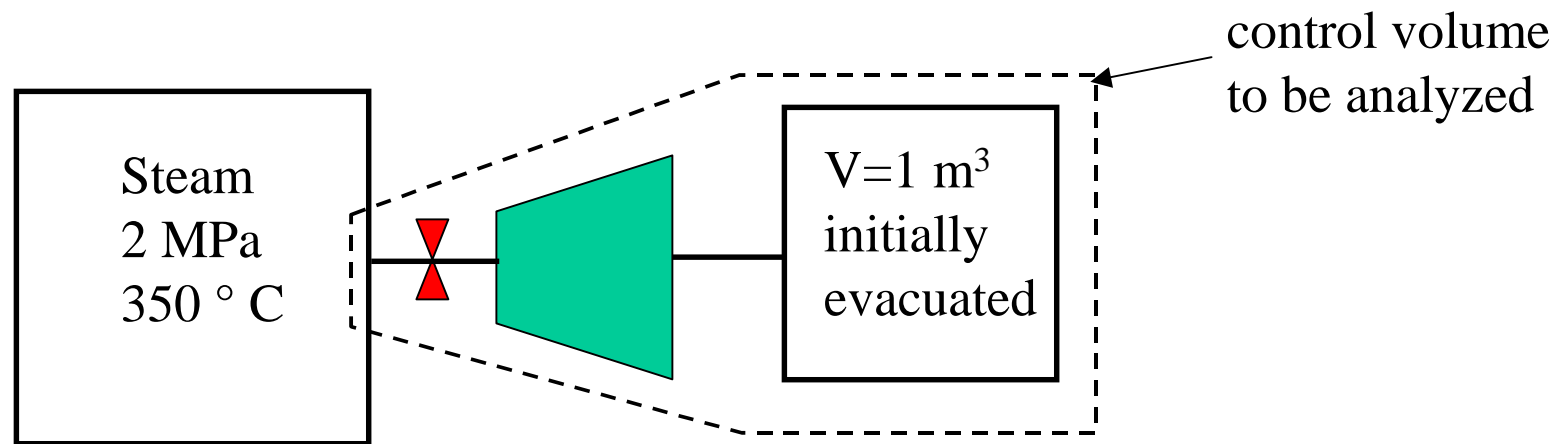 control volume
to be analyzed
Steam
2 MPa
350 ° C
V=1 m³
initially
evacuated